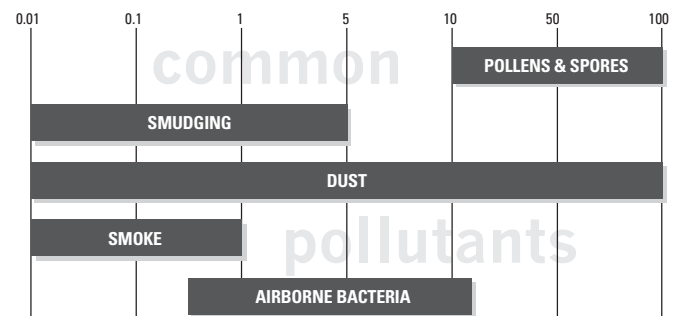 0.01 0.1 1 5 10 50 100
common
POLLENS & SPORES
SMUDGING
DUST
SMOKE
pollutants
AIRBORNE BACTERIA